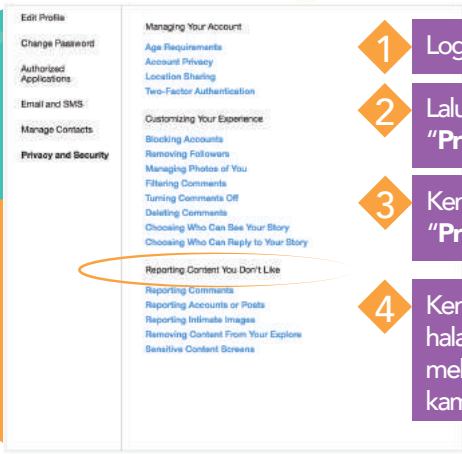 Edit Profile
Change Password
Authorized
Applications
Email and SMS
Manage Contacts
Privacy and Security
Managing Your Account
Age Requirements
Account Privacy
Location Sharing
Two-Factor Authentication
Customizing Your Experience
Blocking Accounts
Removing Followers
Managing Photos of You
Filtering Comments
Turning Comments Off
Deleting Comments
Choosing Who Can See Your Story
Choosing Who Can Reply to Your Story
Reporting Content You Don't Like
Reporting Comments
Reporting Accounts or Posts
Reporting Intimate Images
Removing Content From Your Explore
Sensitive Content Screens
1
Log
2
Lalu
"Pr
3
Ker
"Pr
4
Ker
hala
mel
kam